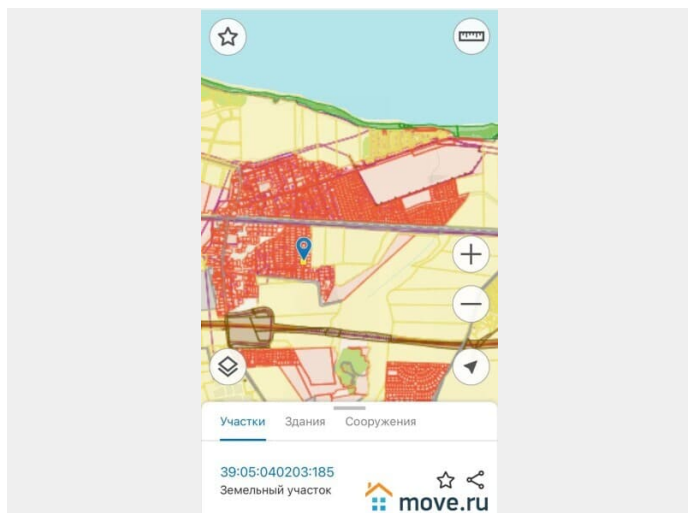 Участки Здания Сооружения
39:05:040203:185
Земельный участок
move.ru